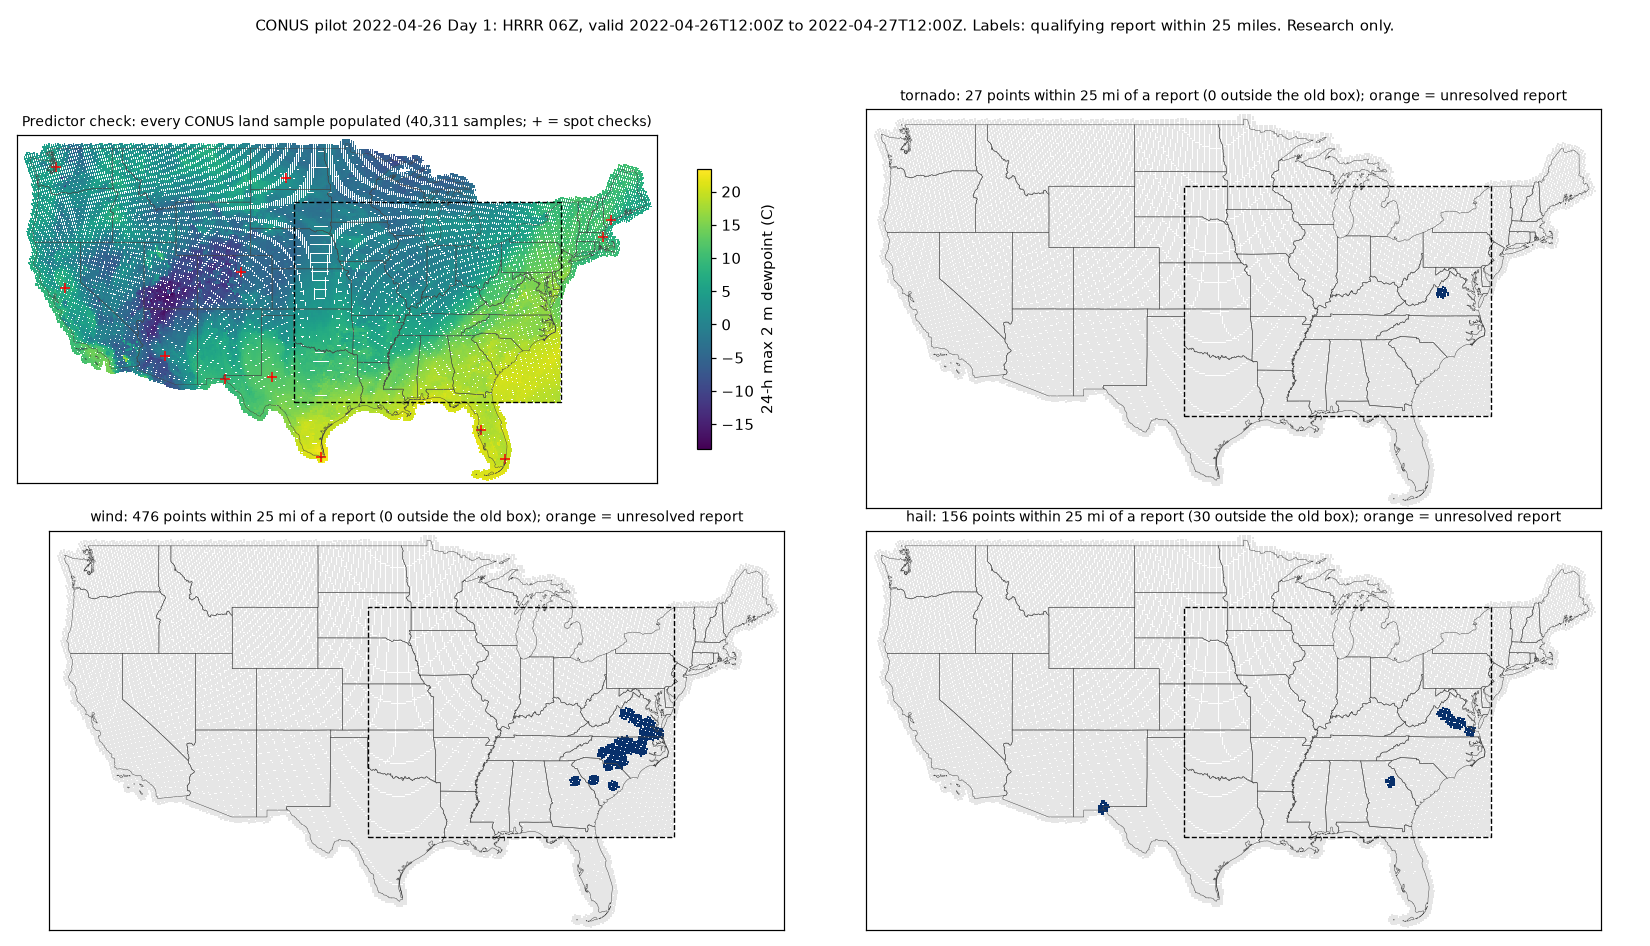 CONUS pilot 2022-04-26 Day 1: HRRR 06Z, valid 2022-04-26T12:00Z to 2022-04-27T12:00Z. Labels: qualifying report within 25 miles. Research only.
Predictor check: every CONUS land sample populated (40,311 samples; + = spot checks)
20
15
10
5
0
−5
−10
−15
24-h max 2 m dewpoint (C)
tornado: 27 points within 25 mi of a report (0 outside the old box); orange = unresolved report
wind: 476 points within 25 mi of a report (0 outside the old box); orange = unresolved report
hail: 156 points within 25 mi of a report (30 outside the old box); orange = unresolved report